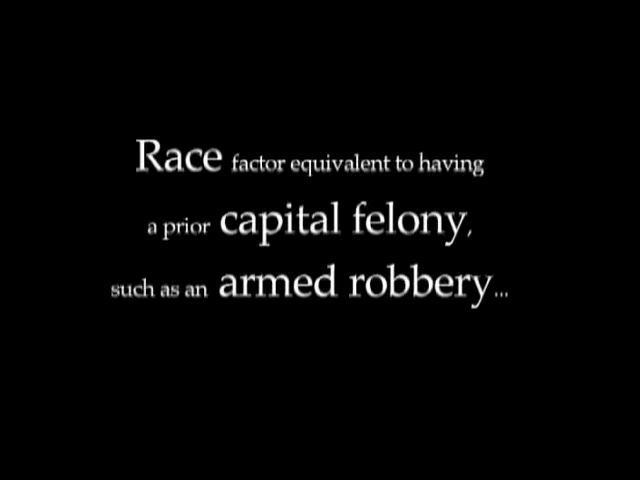 Race factor equivalent to having
a prior capital felony,
such as an armed robbery...